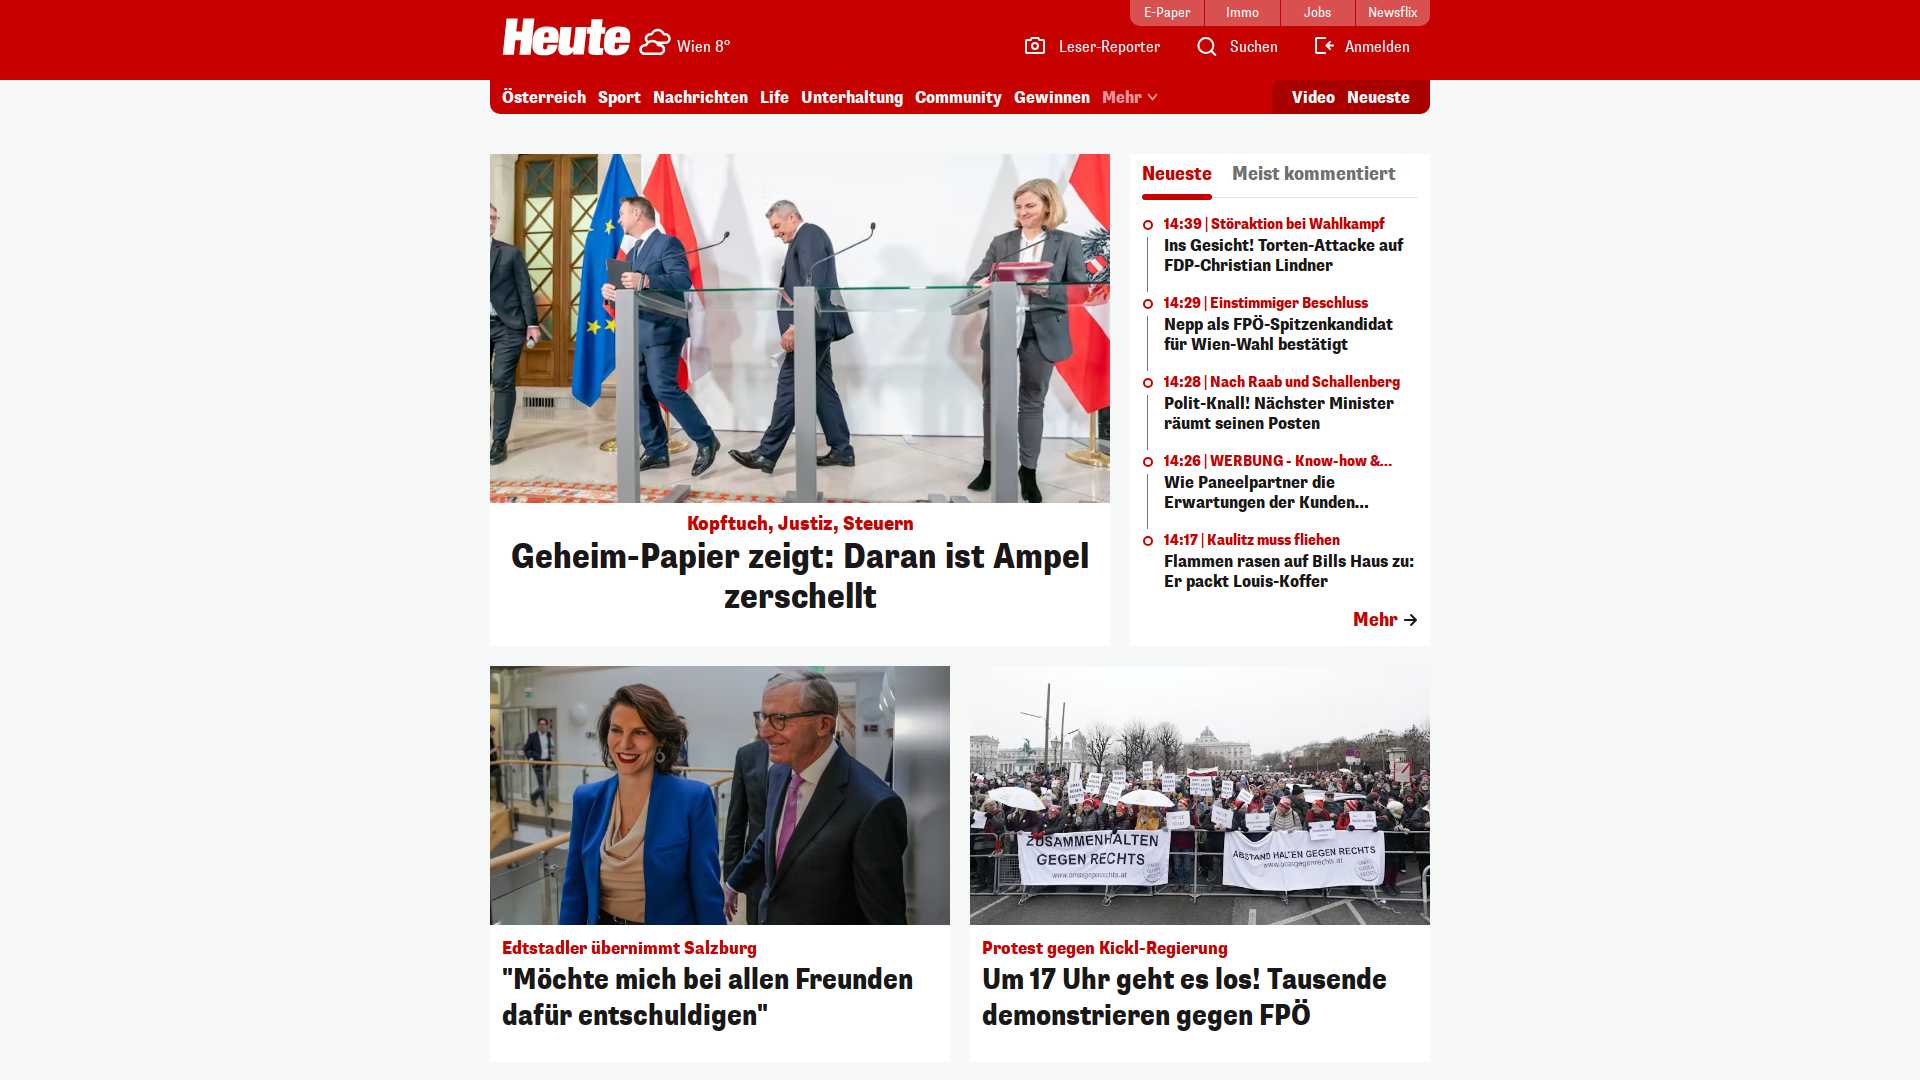 E-Paper
Immo
Jobs
Newsflix
Heute
Wien 8°
Leser-Reporter
Suchen
Anmelden
Österreich
Sport
Nachrichten
Life
Unterhaltung
Community
Gewinnen
Mehr
Video
Neueste
Kopftuch, Justiz, Steuern
Geheim-Papier zeigt: Daran ist Ampel
zerschellt
Neueste
Meist kommentiert
14:39 | Störaktion bei Wahlkampf
Ins Gesicht! Torten-Attacke auf
FDP-Christian Lindner
14:29 | Einstimmiger Beschluss
Nepp als FPÖ-Spitzenkandidat
für Wien-Wahl bestätigt
14:28 | Nach Raab und Schallenberg
Polit-Knall! Nächster Minister
räumt seinen Posten
14:26 | WERBUNG - Know-how &...
Wie Paneelpartner die
Erwartungen der Kunden...
14:17 | Kaulitz muss fliehen
Flammen rasen auf Bills Haus zu:
Er packt Louis-Koffer
Mehr
Edtstadler übernimmt Salzburg
"Möchte mich bei allen Freunden
dafür entschuldigen"
ZUSAMMENHALTEN
GEGEN RECHTS
www.omasgegenrechts.at
ABSTAND HALTEN GEGEN RECHTS
www.omasgegenrechts.at
Protest gegen Kickl-Regierung
Um 17 Uhr geht es los! Tausende
demonstrieren gegen FPÖ